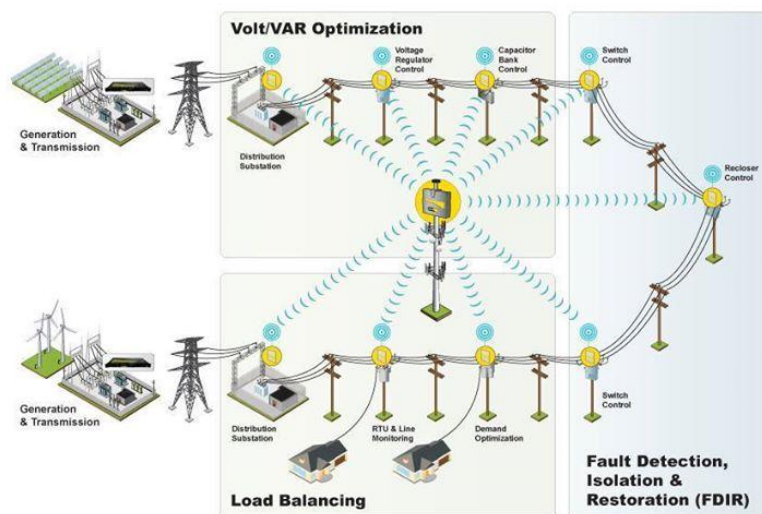 Volt/VAR Optimization
Voltage
Regulator
Control
Capacitor
Bank
Control
Switch
Control
Generation
& Transmission
Distribution
Substation
Recloser
Control
Generation
& Transmission
Distribution
Substation
RTU & Line
Monitoring
Demand
Optimization
Switch
Control
Load Balancing
Fault Detection,
Isolation &
Restoration (FDIR)